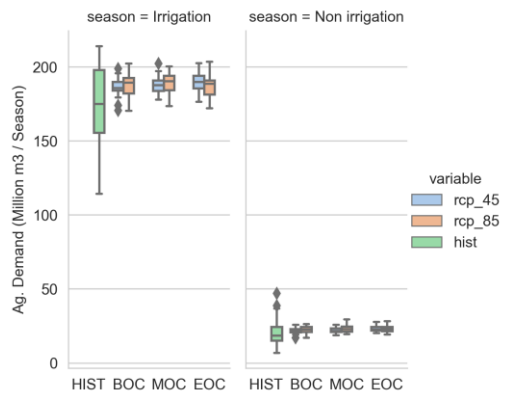 season = Irrigation
season = Non irrigation
Ag. Demand (Million m3 / Season)
200
150
100
50
0
HIST BOC MOC EOC
HIST BOC MOC EOC
variable
rcp_45
rcp_85
hist